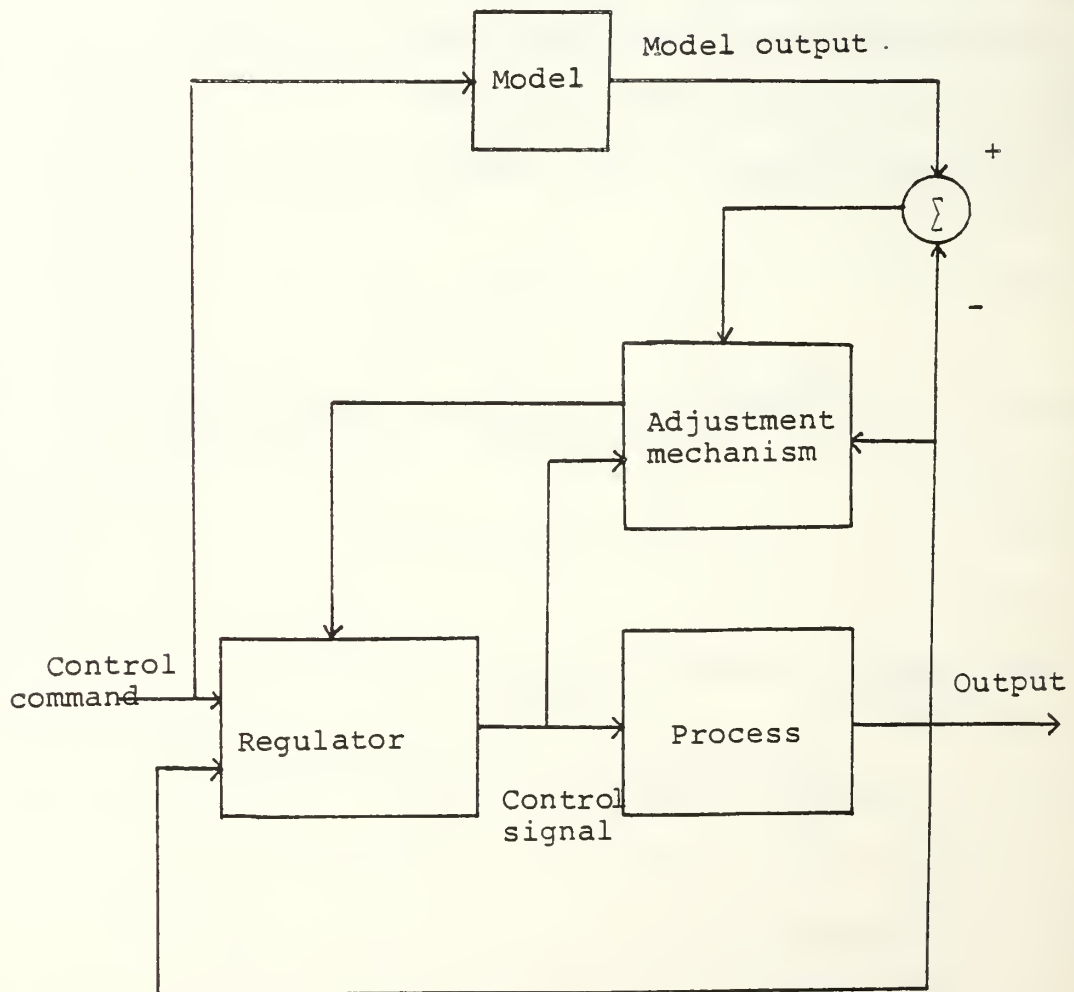 Model output
Model
+
Σ
-
Adjustment
mechanism
Control
command
Output
Regulator
Process
Control
signal